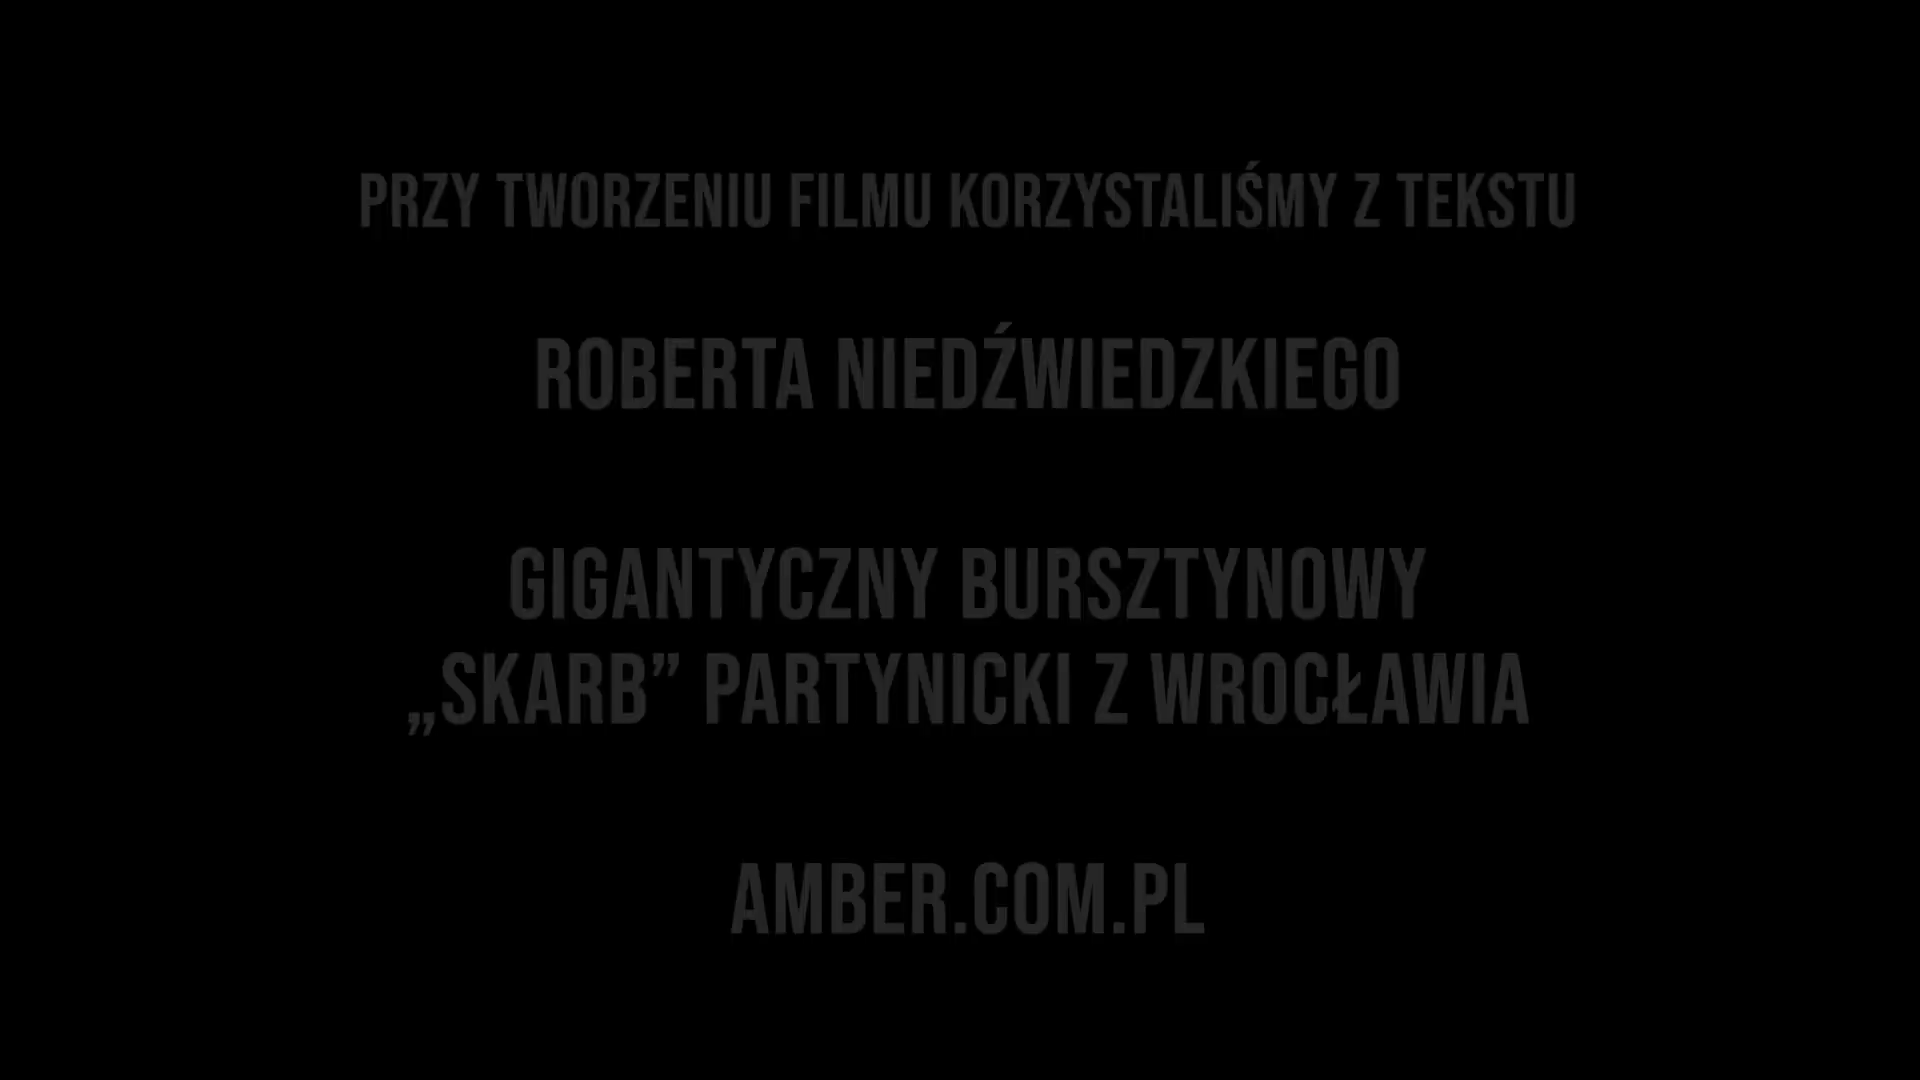 PRZY TWORZENIU FILMU KORZYSTALIŚMY Z TEKSTU
ROBERTA NIEDŹWIEDZKIEGO
GIGANTYCZNY BURSZTYNOWY
„SKARB” PARTYNICKI Z WROCŁAWIA
AMBER.COM.PL